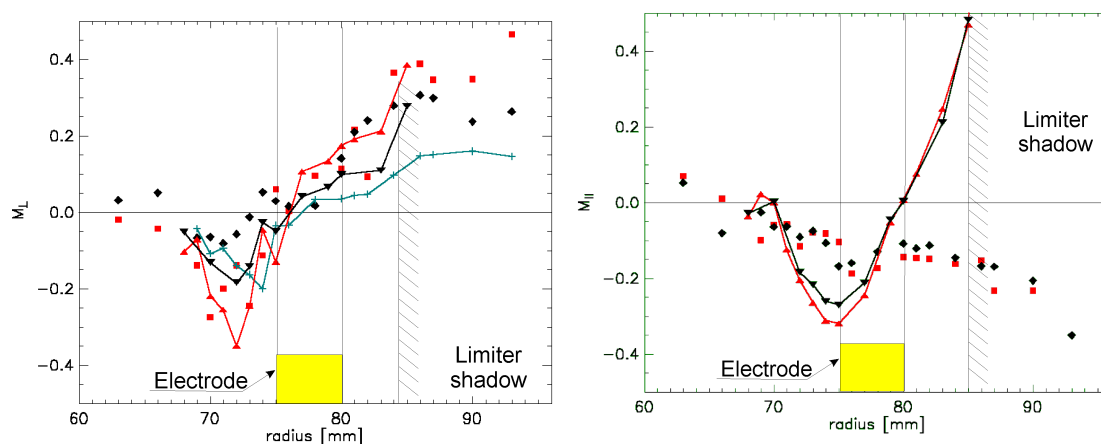 M⊥
0.4
0.2
0.0
-0.2
-0.4
60
70
80
90
radius [mm]
Electrode
Limiter
shadow
M||
0.4
0.2
0.0
-0.2
-0.4
60
70
80
90
radius [mm]
Electrode
Limiter
shadow